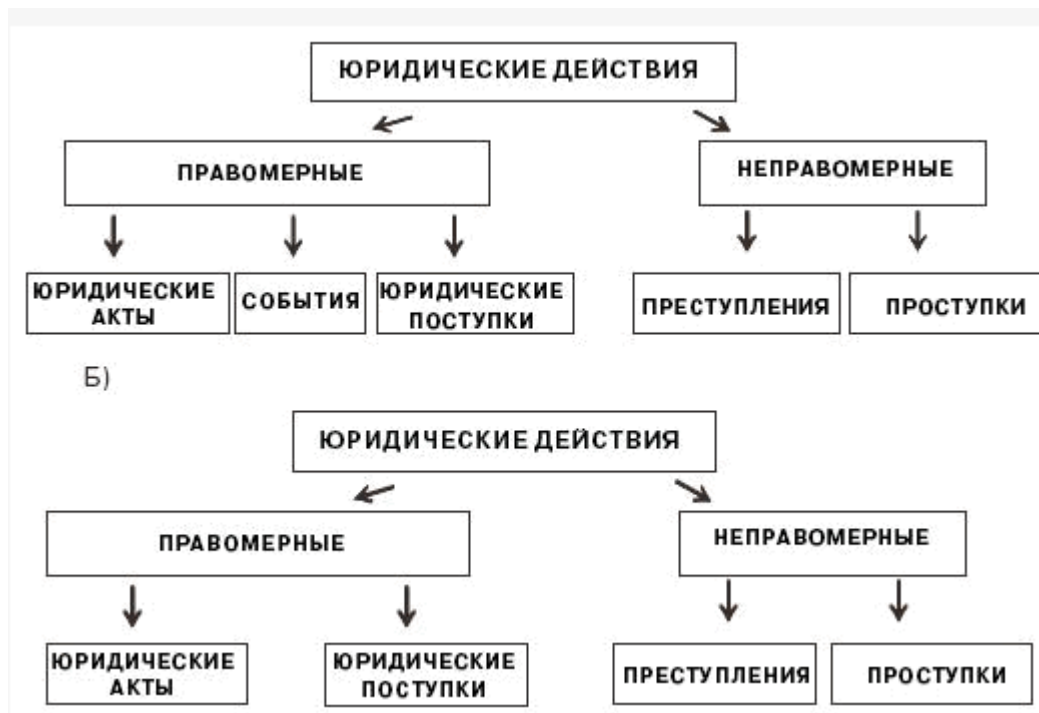 ЮРИДИЧЕСКИЕ ДЕЙСТВИЯ
ПРАВОМЕРНЫЕ
НЕПРАВОМЕРНЫЕ
ЮРИДИЧЕСКИЕ
АКТЫ
СОБЫТИЯ
ЮРИДИЧЕСКИЕ
ПОСТУПКИ
ПРЕСТУПЛЕНИЯ
ПРОСТУПКИ
Б)
ЮРИДИЧЕСКИЕ ДЕЙСТВИЯ
ПРАВОМЕРНЫЕ
НЕПРАВОМЕРНЫЕ
ЮРИДИЧЕСКИЕ
АКТЫ
ЮРИДИЧЕСКИЕ
ПОСТУПКИ
ПРЕСТУПЛЕНИЯ
ПРОСТУПКИ